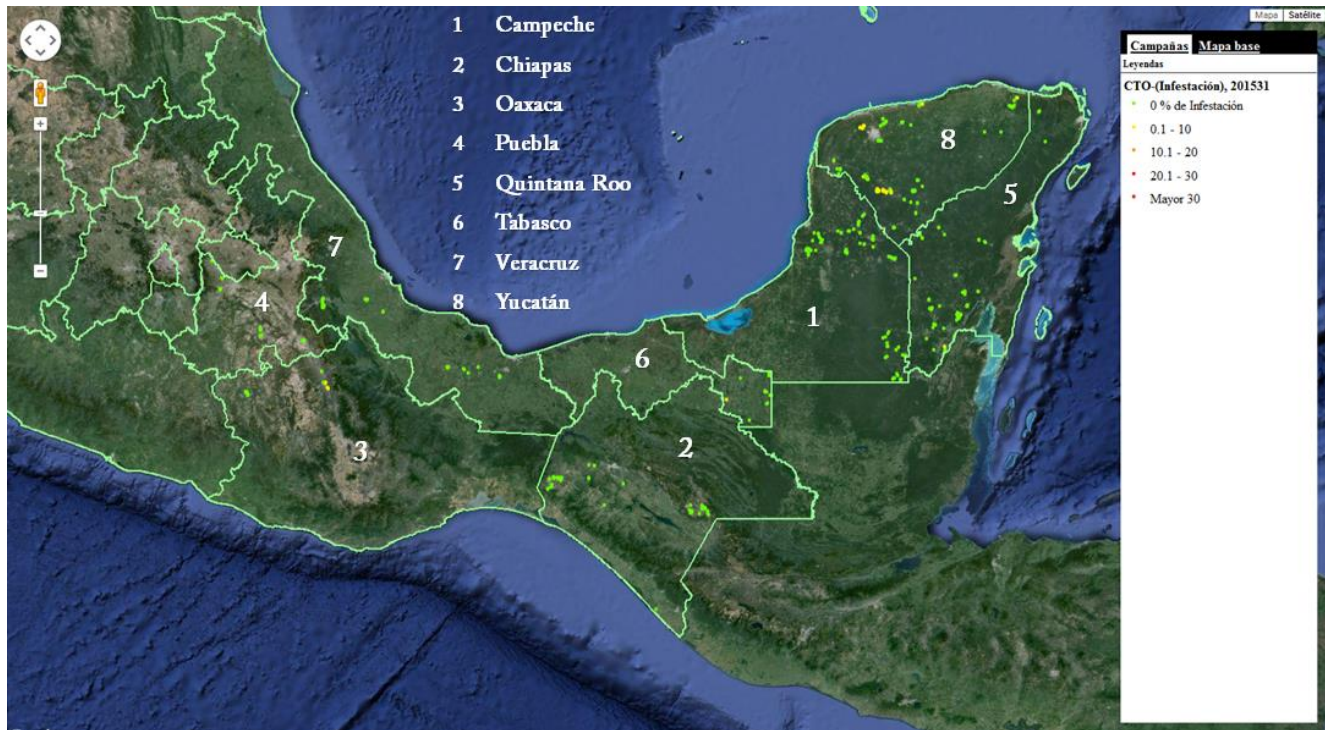 1 Campeche
2 Chiapas
3 Oaxaca
4 Puebla
5 Quintana Roo
6 Tabasco
7 Veracruz
8 Yucatán
Mapa Satélite
Campañas Mapa base
Leyendas
CTO-(Infestación), 201531
0 % de Infestación
0.1 - 10
10.1 - 20
20.1 - 30
Mayor 30
8
5
7
4
1
6
3
2